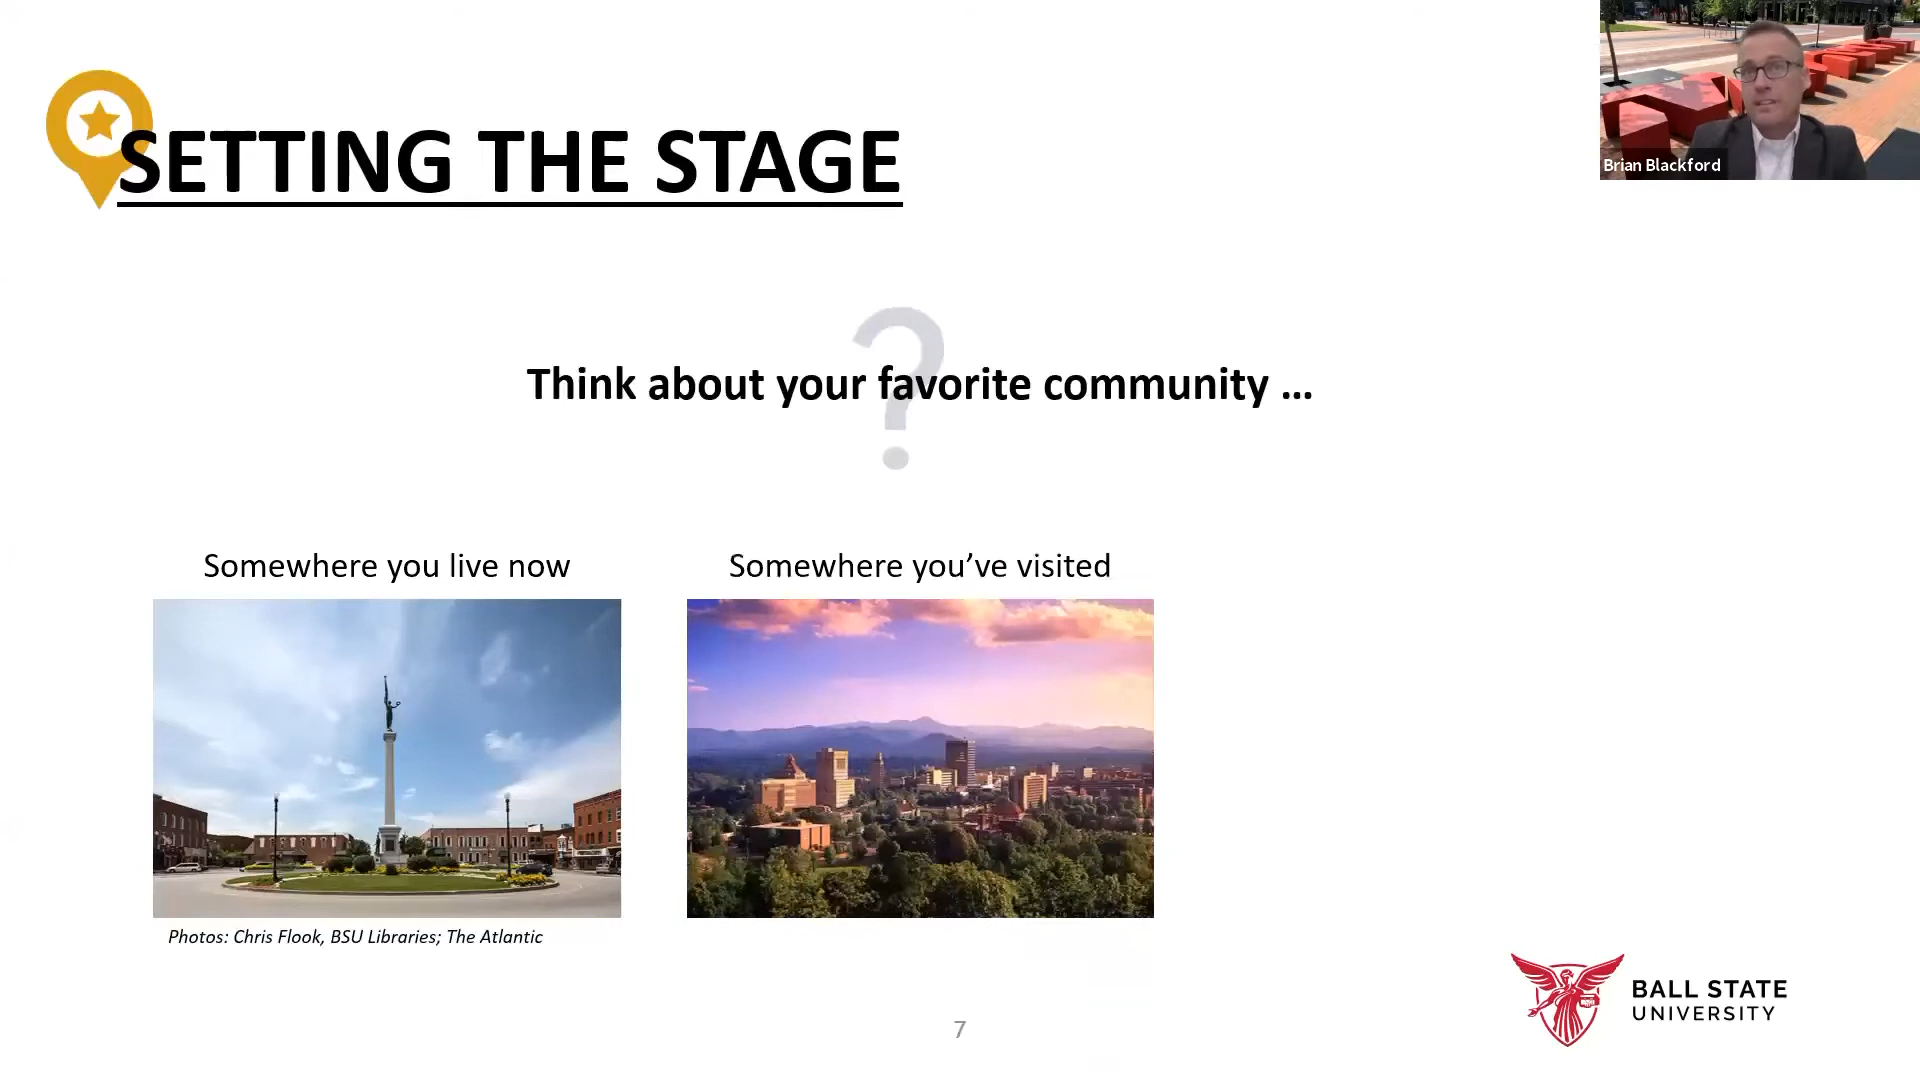 SETTING THE STAGE
Brian Blackford
?
Think about your favorite community ...
Somewhere you live now
Somewhere you’ve visited
Photos: Chris Flook, BSU Libraries; The Atlantic
BALL STATE
UNIVERSITY
7